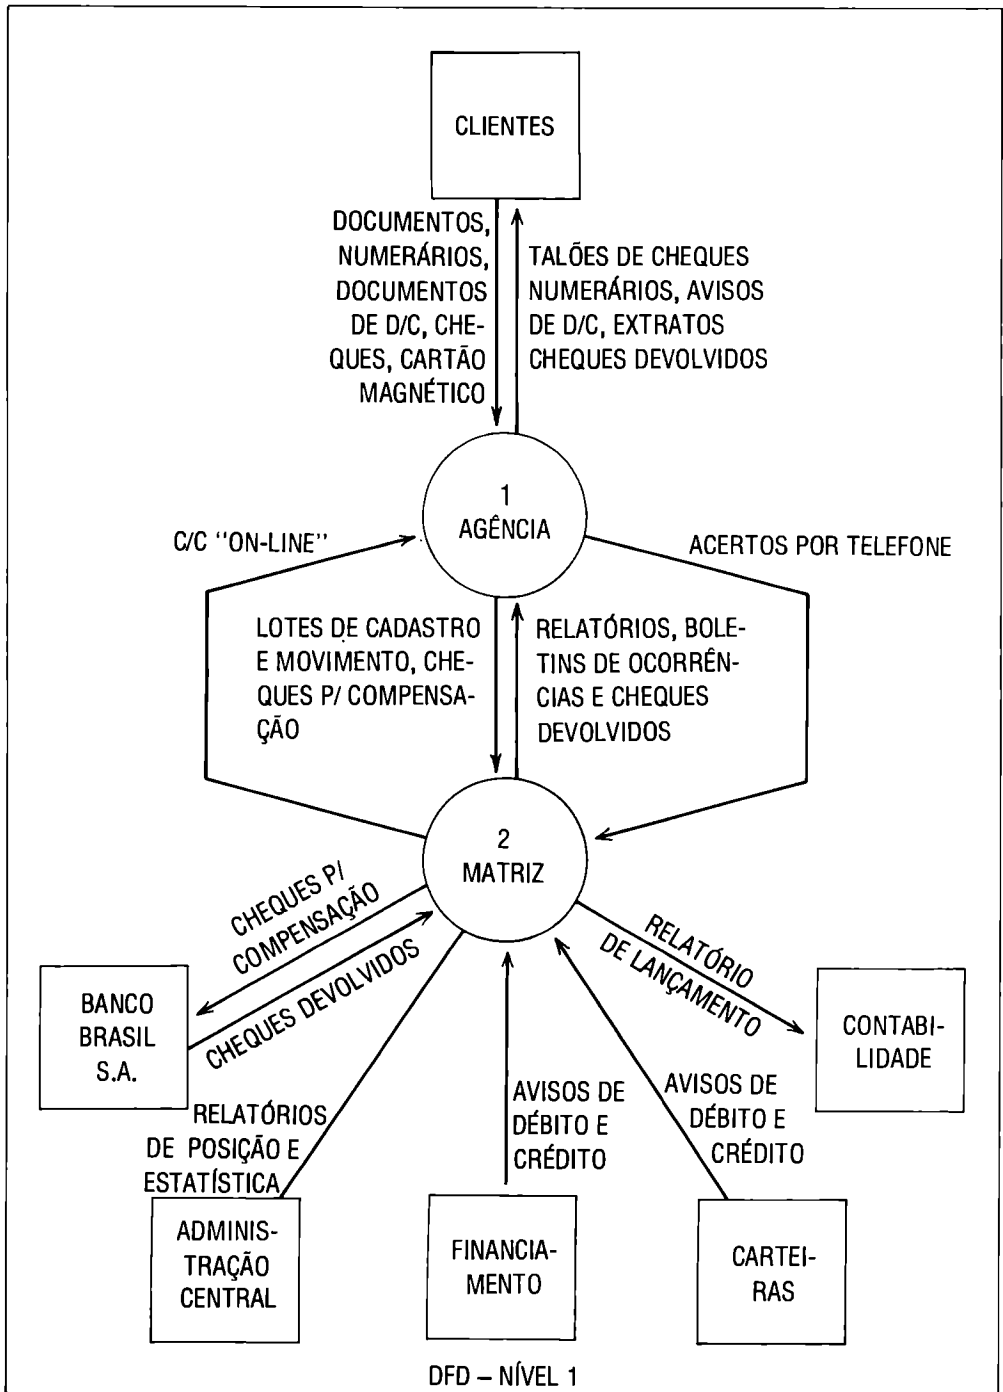 CLIENTES
DOCUMENTOS,
NUMERÁRIOS,
DOCUMENTOS
DE D/C, CHE-
QUES, CARTÃO
MAGNÉTICO
TALÕES DE CHEQUES
NUMERÁRIOS, AVISOS
DE D/C, EXTRATOS
CHEQUES DEVOLVIDOS
1
AGÊNCIA
C/C "ON-LINE"
ACERTOS POR TELEFONE
LOTES DE CADASTRO
E MOVIMENTO, CHE-
QUES P/ COMPENSA-
ÇÃO
RELATÓRIOS, BOLE-
TINS DE OCORRÊN-
CIAS E CHEQUES
DEVOLVIDOS
2
MATRIZ
CHEQUES P/
COMPENSAÇÃO
CHEQUES DEVOLVIDOS
RELATÓRIO
DE LANÇAMENTO
BANCO
BRASIL
S.A.
CONTABI-
LIDADE
RELATÓRIOS
DE POSIÇÃO E
ESTATÍSTICA
AVISOS DE
DÉBITO E
CRÉDITO
AVISOS DE
DÉBITO E
CRÉDITO
ADMINIS-
TRAÇÃO
CENTRAL
FINANCIA-
MENTO
CARTEI-
RAS
DFD – NÍVEL 1